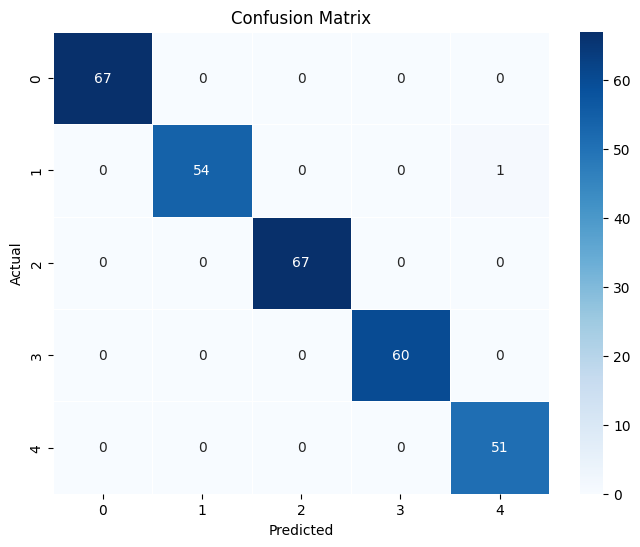 Confusion Matrix
Actual
0 67 0 0 0 0
1 0 54 0 0 1
2 0 0 67 0 0
3 0 0 0 60 0
4 0 0 0 0 51
0 1 2 3 4
Predicted
60
50
40
30
20
10
0